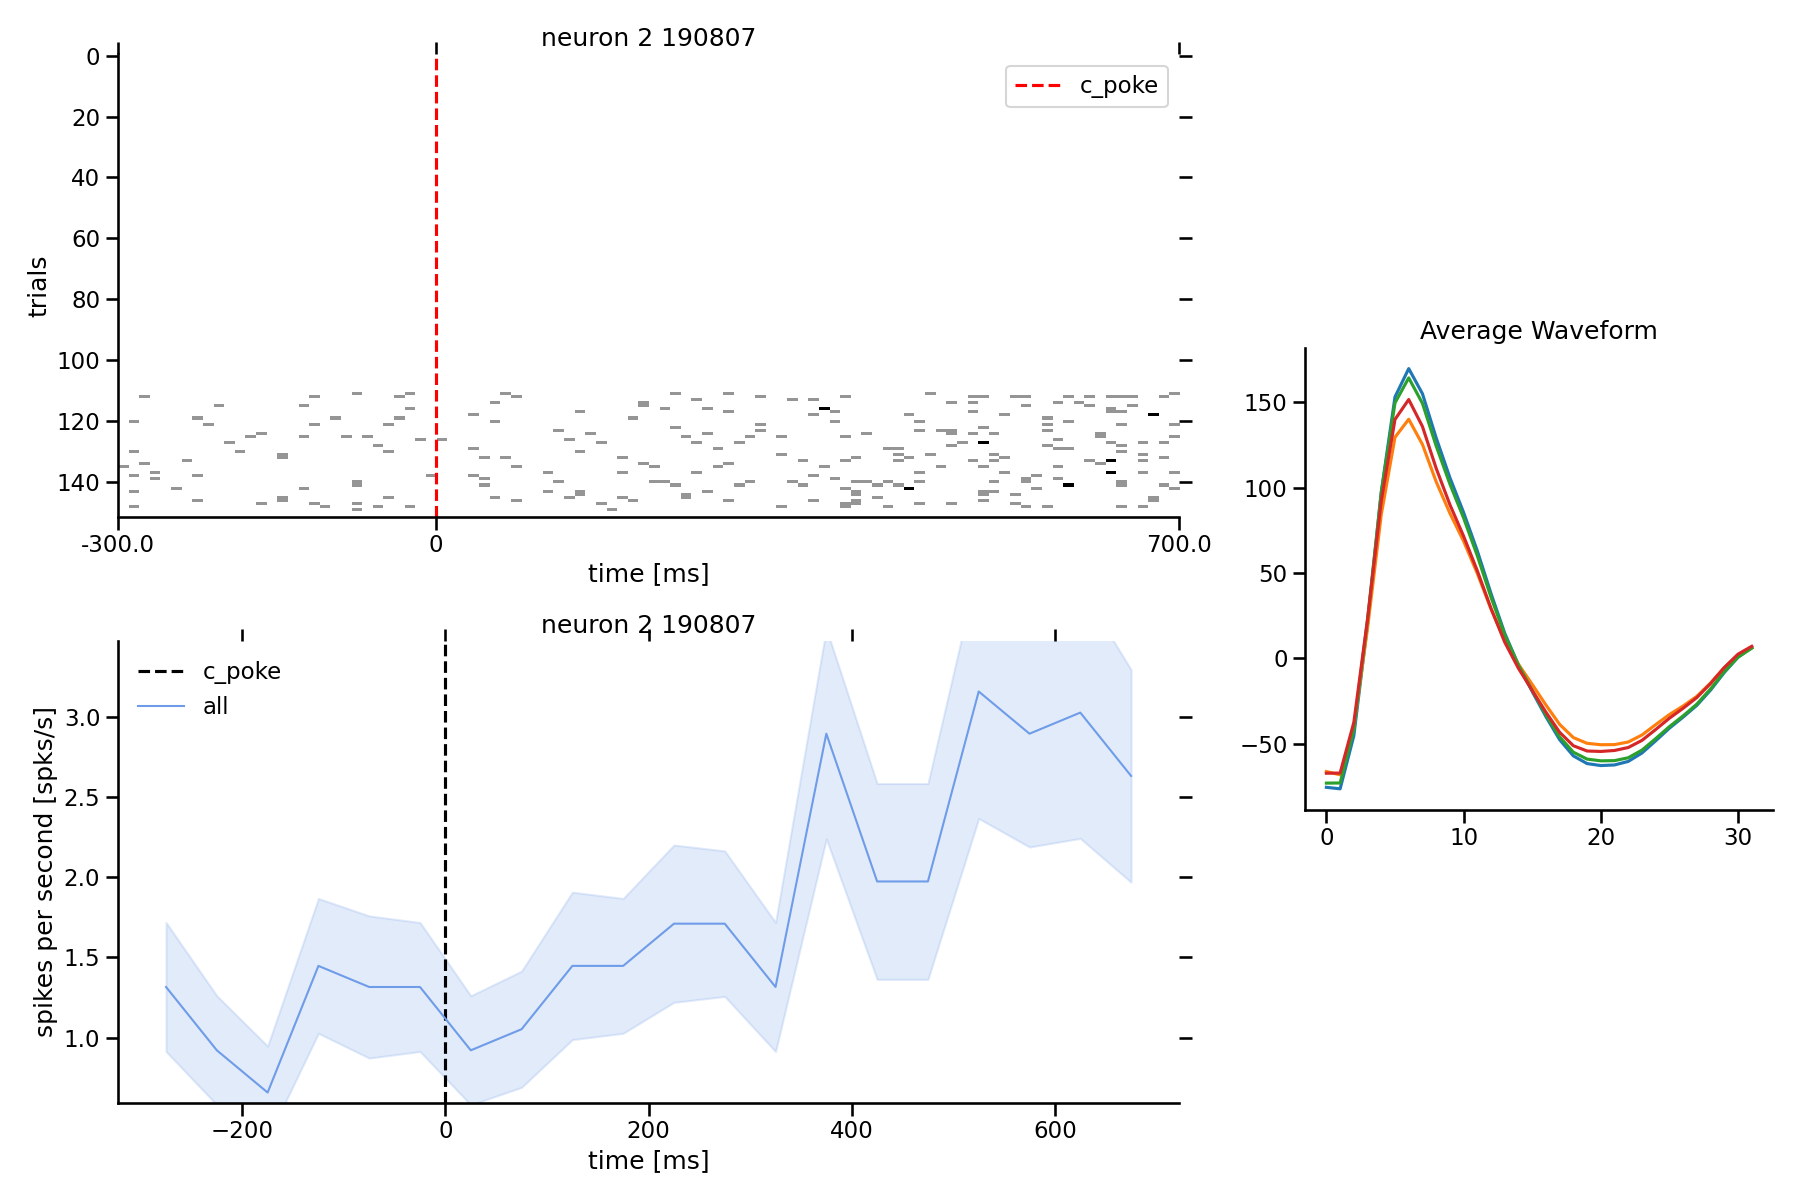 neuron 2 190807
c_poke
0
20
40
60
80
100
120
140
trials
-300.0 0 700.0
time [ms]
neuron 2 190807
c_poke
all
3.0
2.5
2.0
1.5
1.0
spikes per second [spks/s]
−200 0 200 400 600
time [ms]
Average Waveform
150
100
50
0
−50
0 10 20 30